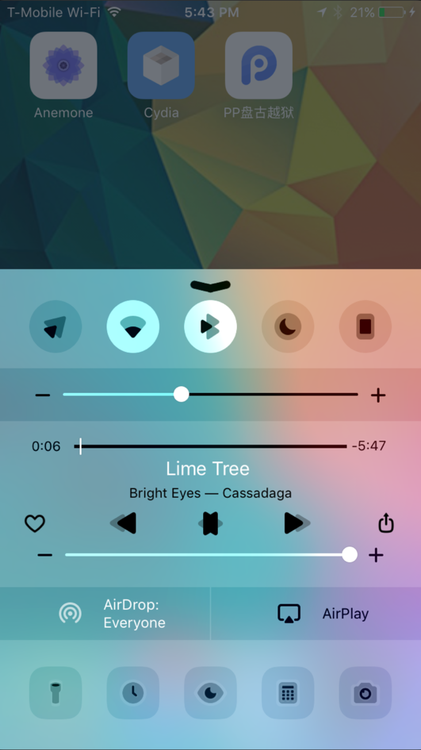 T-Mobile Wi-Fi 5:43 PM 21%
Anemone Cydia PP盘古越狱
0:06 -5:47
Lime Tree
Bright Eyes — Cassadaga
AirDrop: AirPlay
Everyone